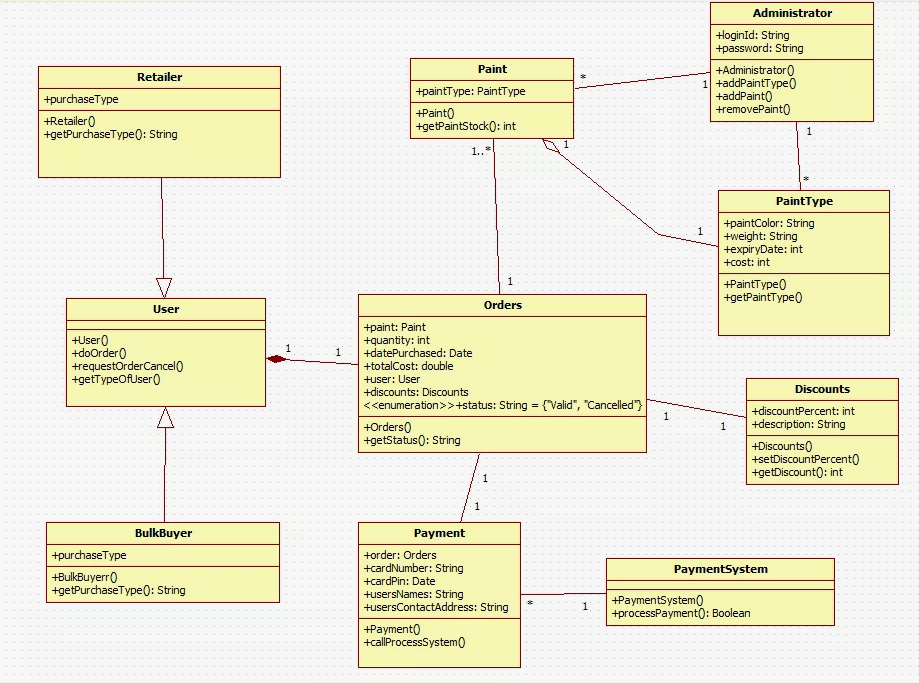 Administrator
+loginId: String
+password: String
+Administrator()
+addPaintType()
+addPaint()
+removePaint()
Paint
+paintType: PaintType
+Paint()
+getPaintStock(): int
Retailer
+purchaseType
+Retailer()
+getPurchaseType(): String
*
1
1..*
1
1
*
PaintType
+paintColor: String
+weight: String
+expiryDate: int
+cost: int
+PaintType()
+getPaintType()
1
1
User
+User()
+doOrder()
+requestOrderCancel()
+getTypeOfUser()
1
1
Orders
+paint: Paint
+quantity: int
+datePurchased: Date
+totalCost: double
+user: User
+discounts: Discounts
<<enumeration>>+status: String = {"Valid", "Cancelled"}
+Orders()
+getStatus(): String
1
1
Discounts
+discountPercent: int
+description: String
+Discounts()
+setDiscountPercent()
+getDiscount(): int
1
1
BulkBuyer
+purchaseType
+BulkBuyerr()
+getPurchaseType(): String
Payment
+order: Orders
+cardNumber: String
+cardPin: Date
+usersNames: String
+usersContactAddress: String
+Payment()
+callProcessSystem()
*
1
PaymentSystem
+PaymentSystem()
+processPayment(): Boolean